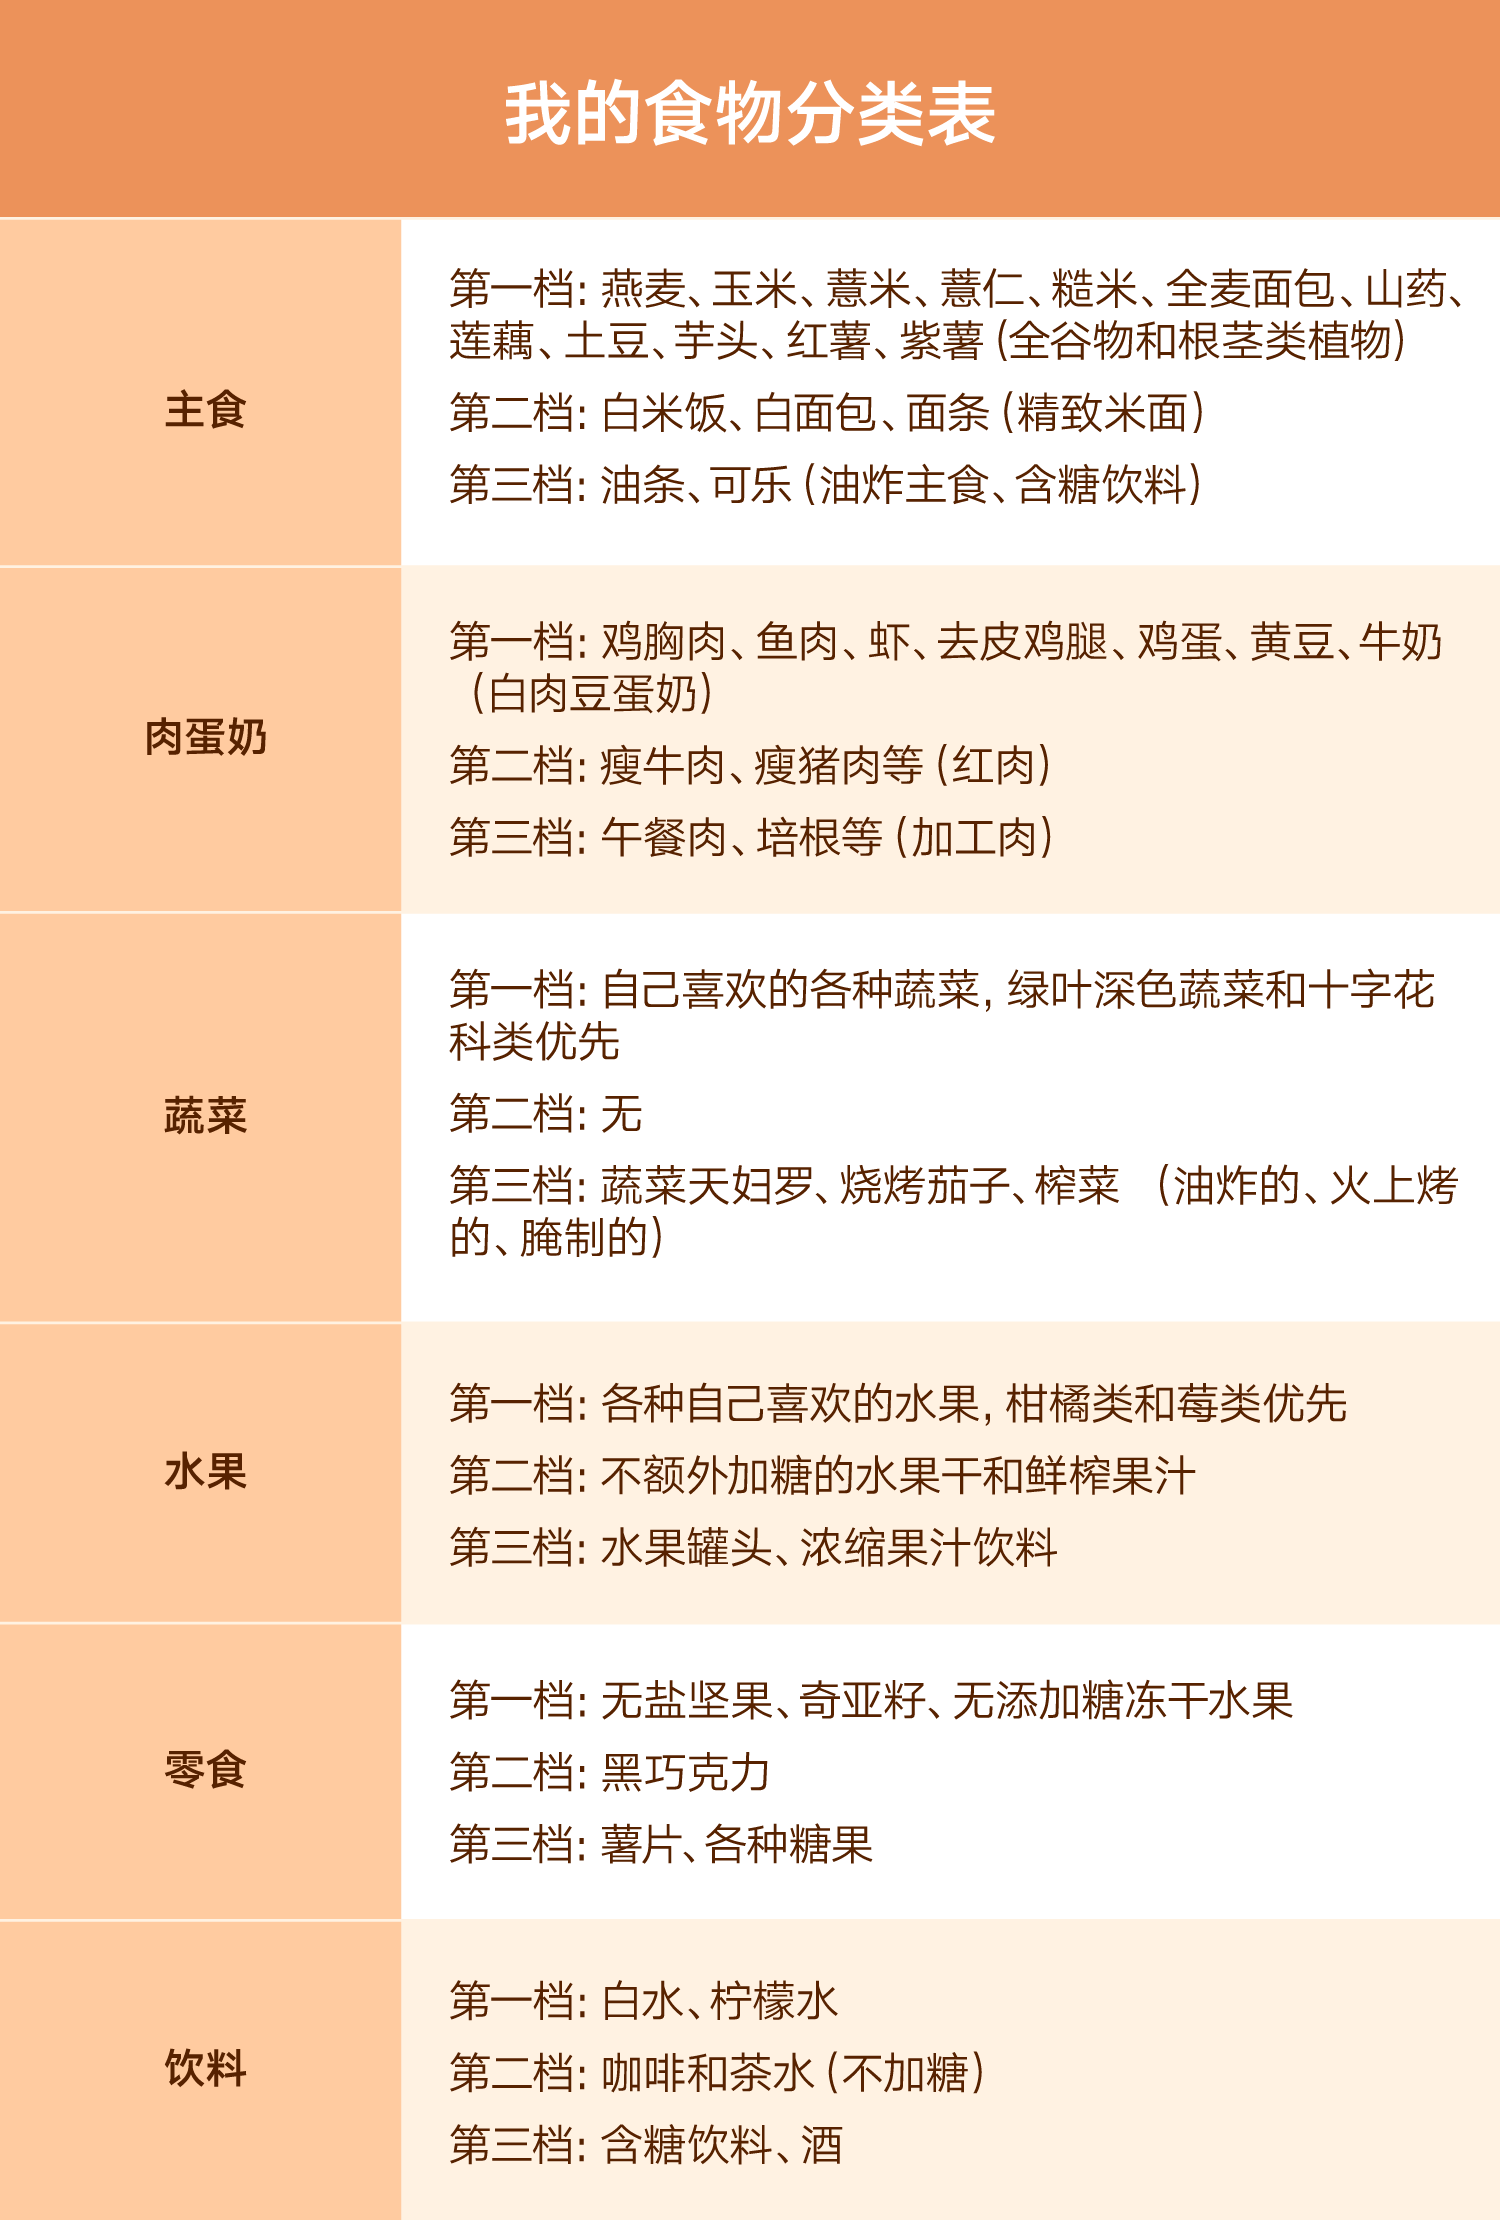 我的食物分类表
主食
第一档: 燕麦、玉米、薏米、薏仁、糙米、全麦面包、山药、
莲藕、土豆、芋头、红薯、紫薯 (全谷物和根茎类植物)
第二档: 白米饭、白面包、面条 (精致米面)
第三档: 油条、可乐 (油炸主食、含糖饮料)
肉蛋奶
第一档: 鸡胸肉、鱼肉、虾、去皮鸡腿、鸡蛋、黄豆、牛奶
(白肉豆蛋奶)
第二档: 瘦牛肉、瘦猪肉等 (红肉)
第三档: 午餐肉、培根等 (加工肉)
蔬菜
第一档: 自己喜欢的各种蔬菜, 绿叶深色蔬菜和十字花
科类优先
第二档: 无
第三档: 蔬菜天妇罗、烧烤茄子、榨菜 (油炸的、火上烤
的、腌制的)
水果
第一档: 各种自己喜欢的水果, 柑橘类和莓类优先
第二档: 不额外加糖的水果干和鲜榨果汁
第三档: 水果罐头、浓缩果汁饮料
零食
第一档: 无盐坚果、奇亚籽、无添加糖冻干水果
第二档: 黑巧克力
第三档: 薯片、各种糖果
饮料
第一档: 白水、柠檬水
第二档: 咖啡和茶水 (不加糖)
第三档: 含糖饮料、酒